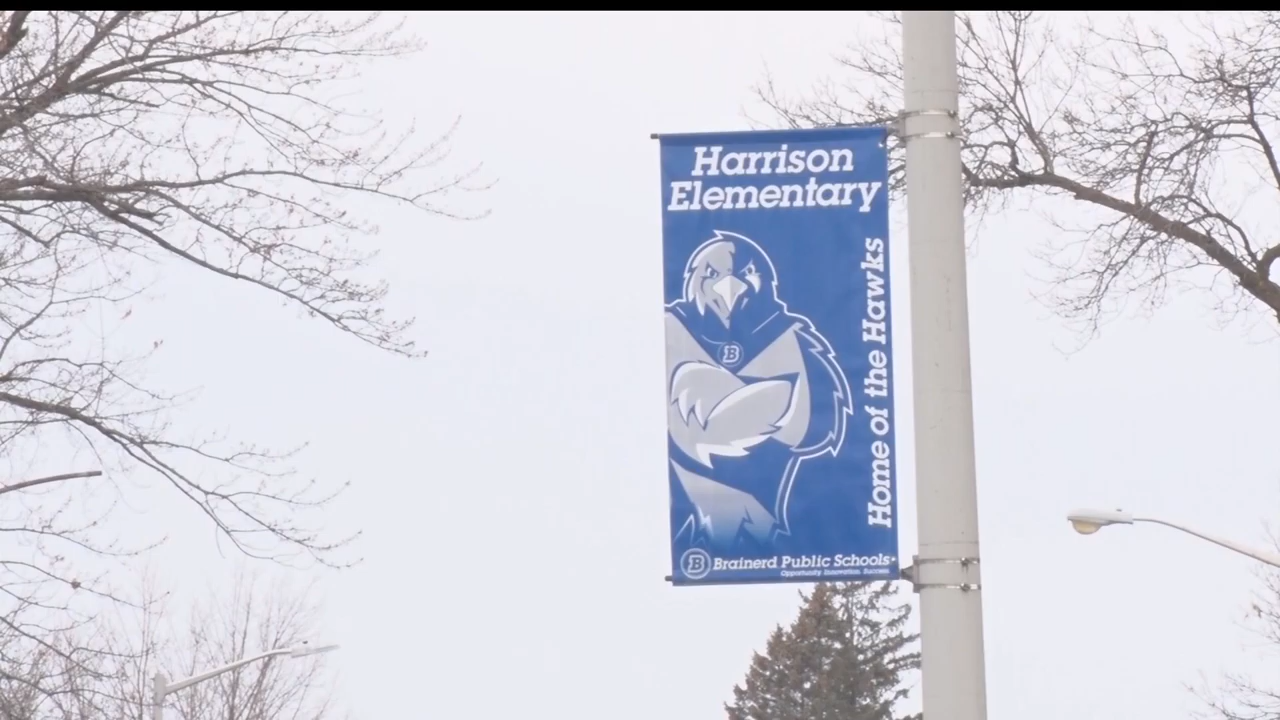 Harrison
Elementary
Home of the Hawks
B
B Brainerd Public Schools
Opportunity. Innovation. Success.